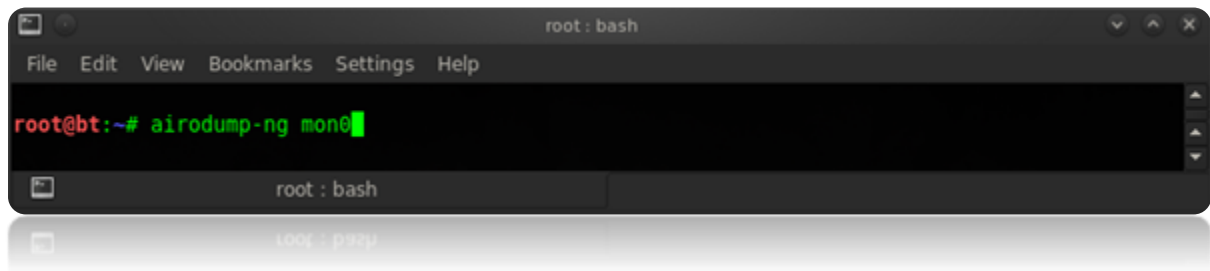 root : bash
File Edit View Bookmarks Settings Help
root@bt:~# airodump-ng mon0
root : bash